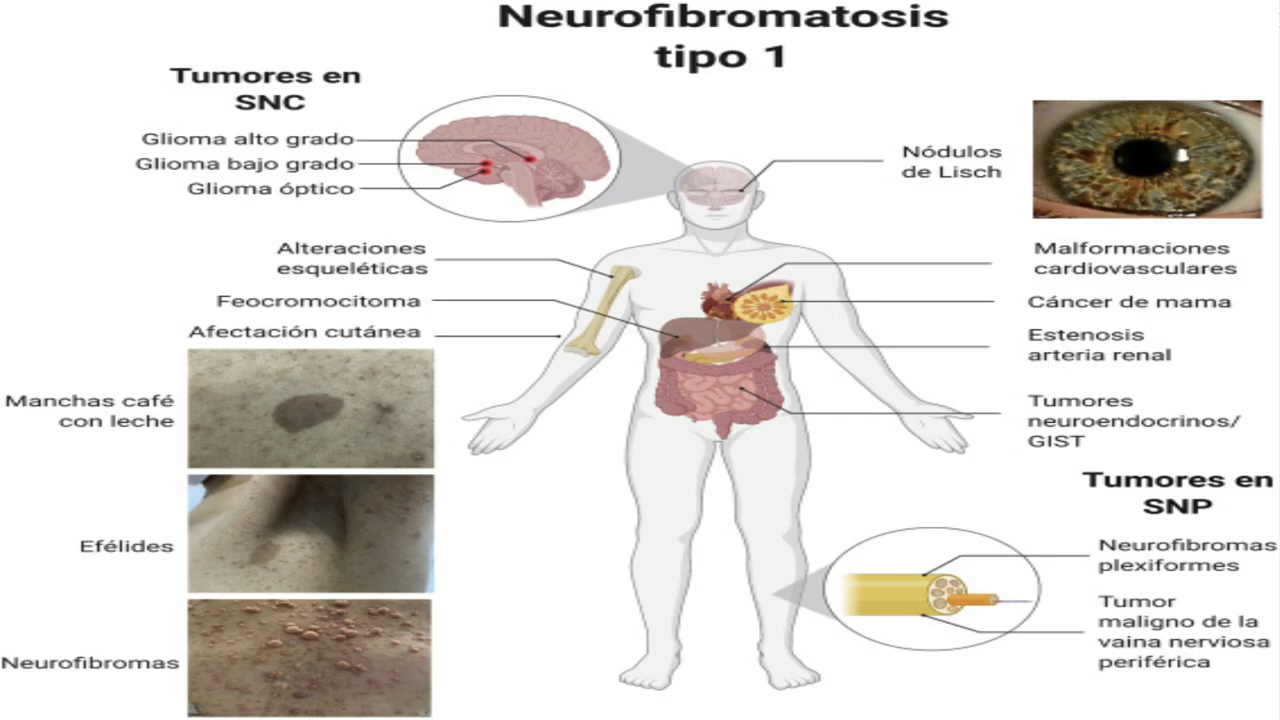 Neurofibromatosis
tipo 1
Tumores en
SNC
Glioma alto grado
Glioma bajo grado
Glioma óptico
Alteraciones
esqueléticas
Feocromocitoma
Afectación cutánea
Manchas café
con leche
Efélides
Neurofibromas
Nódulos
de Lisch
Malformaciones
cardiovasculares
Cáncer de mama
Estenosis
arteria renal
Tumores
neuroendocrinos/
GIST
Tumores en
SNP
Neurofibromas
plexiformes
Tumor
maligno de la
vaina nerviosa
periférica